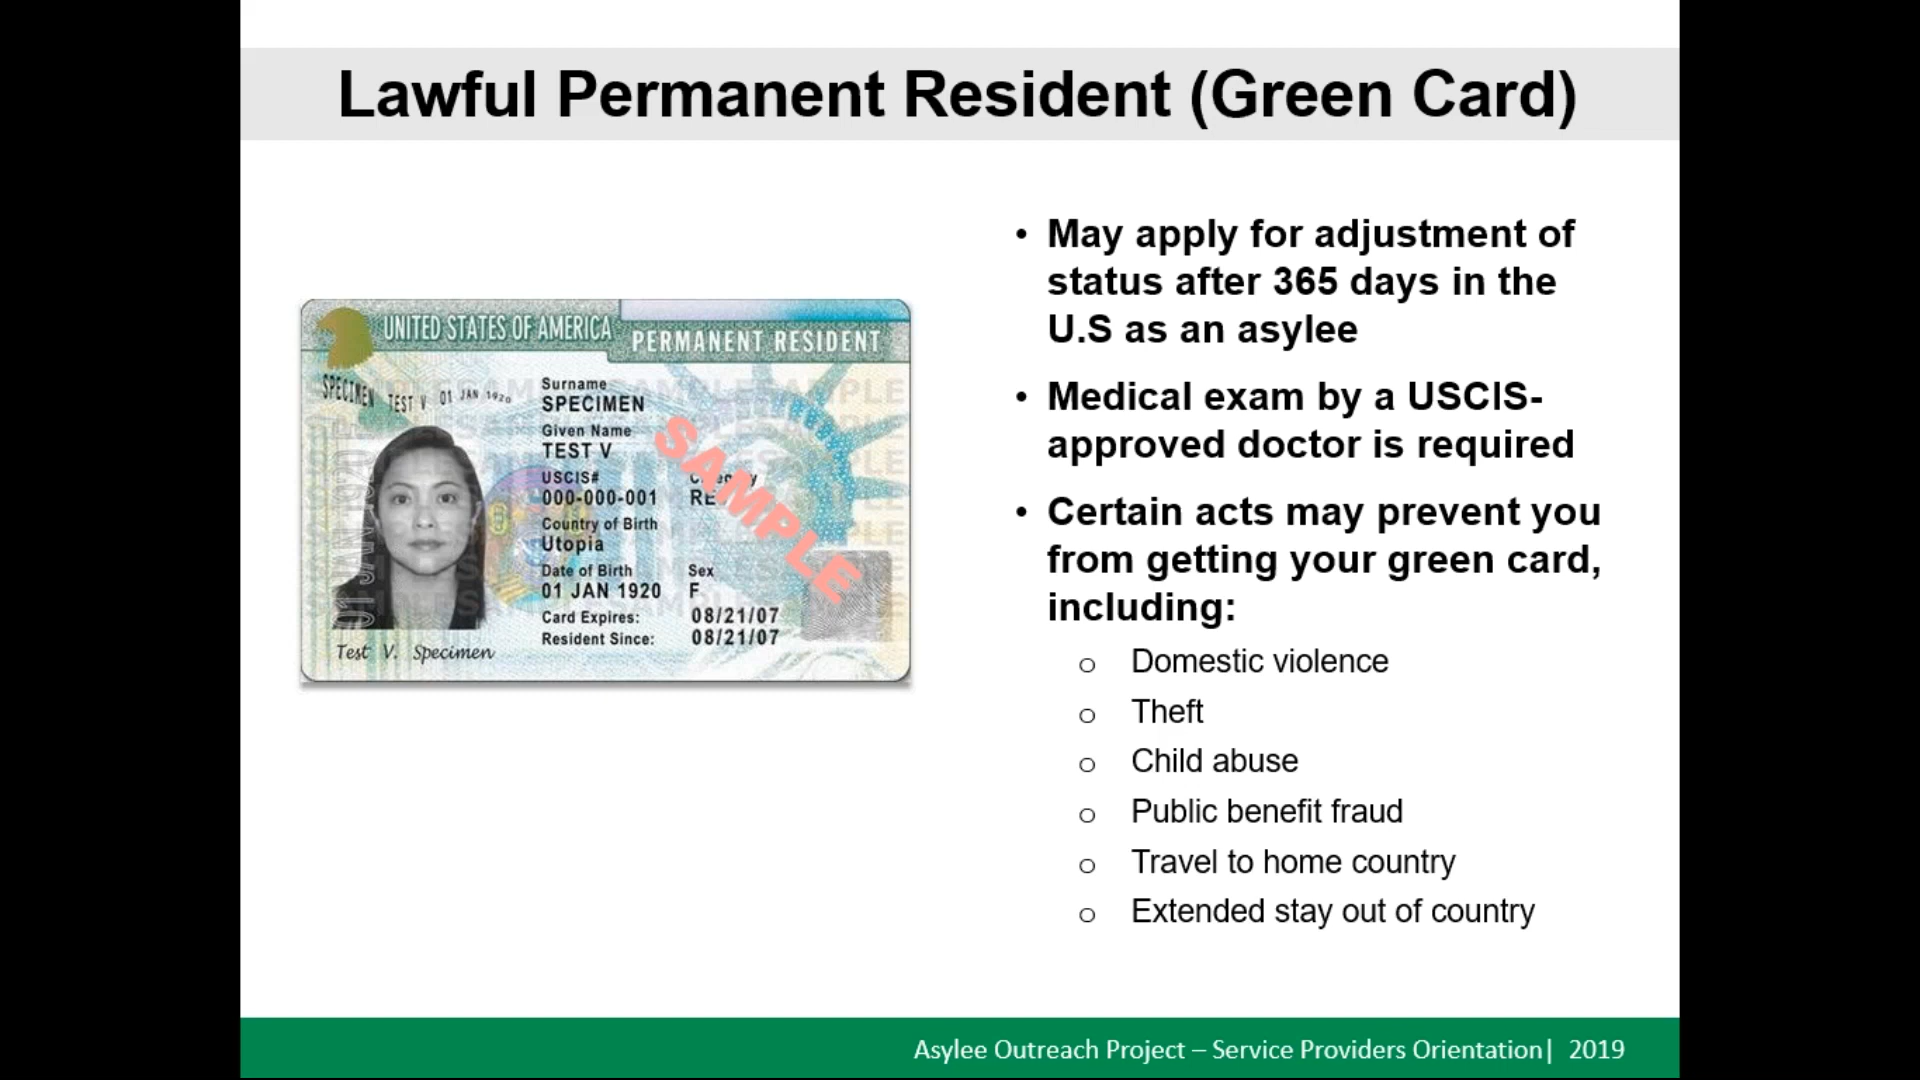 Lawful Permanent Resident (Green Card)
UNITED STATES OF AMERICA
PERMANENT RESIDENT
SPECIMEN TEST V 01 JAN 1920
Surname
SPECIMEN
Given Name
TEST V
USCIS#
000-000-001
RE
Country of Birth
Utopia
Date of Birth
Sex
01 JAN 1920
F
Card Expires: 08/21/07
Resident Since: 08/21/07
Test V. Specimen
SAMPLE
• May apply for adjustment of
status after 365 days in the
U.S as an asylee
• Medical exam by a USCIS-
approved doctor is required
• Certain acts may prevent you
from getting your green card,
including:
o Domestic violence
o Theft
o Child abuse
o Public benefit fraud
o Travel to home country
o Extended stay out of country
Asylee Outreach Project – Service Providers Orientation| 2019